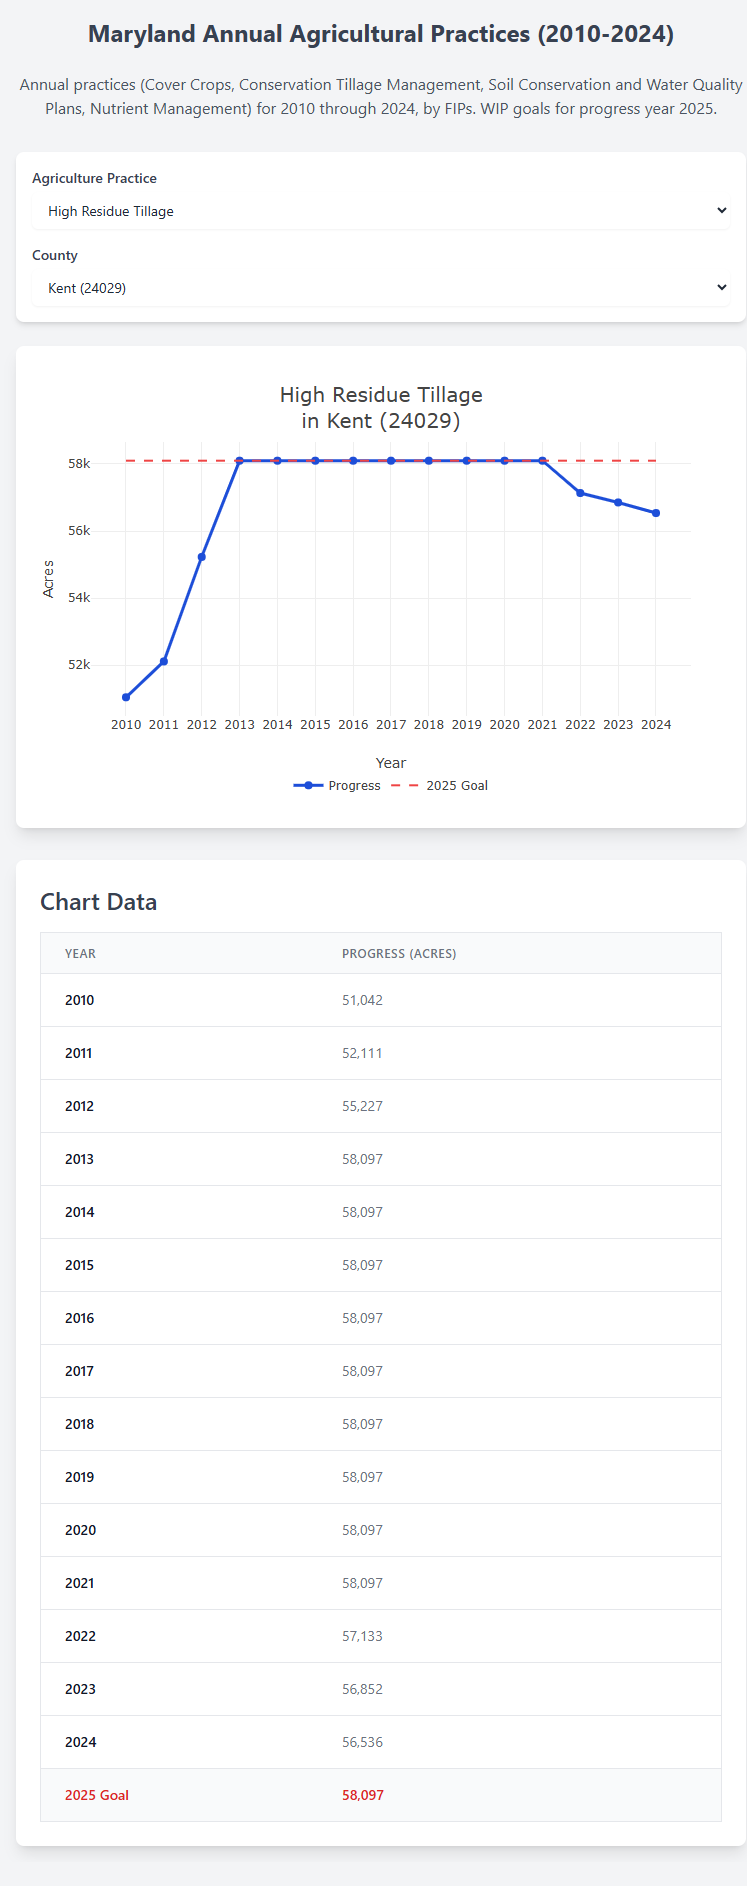 Maryland Annual Agricultural Practices (2010-2024)
Annual practices (Cover Crops, Conservation Tillage Management, Soil Conservation and Water Quality
Plans, Nutrient Management) for 2010 through 2024, by FIPs. WIP goals for progress year 2025.
Agriculture Practice
High Residue Tillage
County
Kent (24029)
High Residue Tillage
in Kent (24029)
58k
56k
54k
52k
Acres
2010 2011 2012 2013 2014 2015 2016 2017 2018 2019 2020 2021 2022 2023 2024
Year
Progress 2025 Goal
Chart Data
YEAR PROGRESS (ACRES)
2010 51,042
2011 52,111
2012 55,227
2013 58,097
2014 58,097
2015 58,097
2016 58,097
2017 58,097
2018 58,097
2019 58,097
2020 58,097
2021 58,097
2022 57,133
2023 56,852
2024 56,536
2025 Goal 58,097